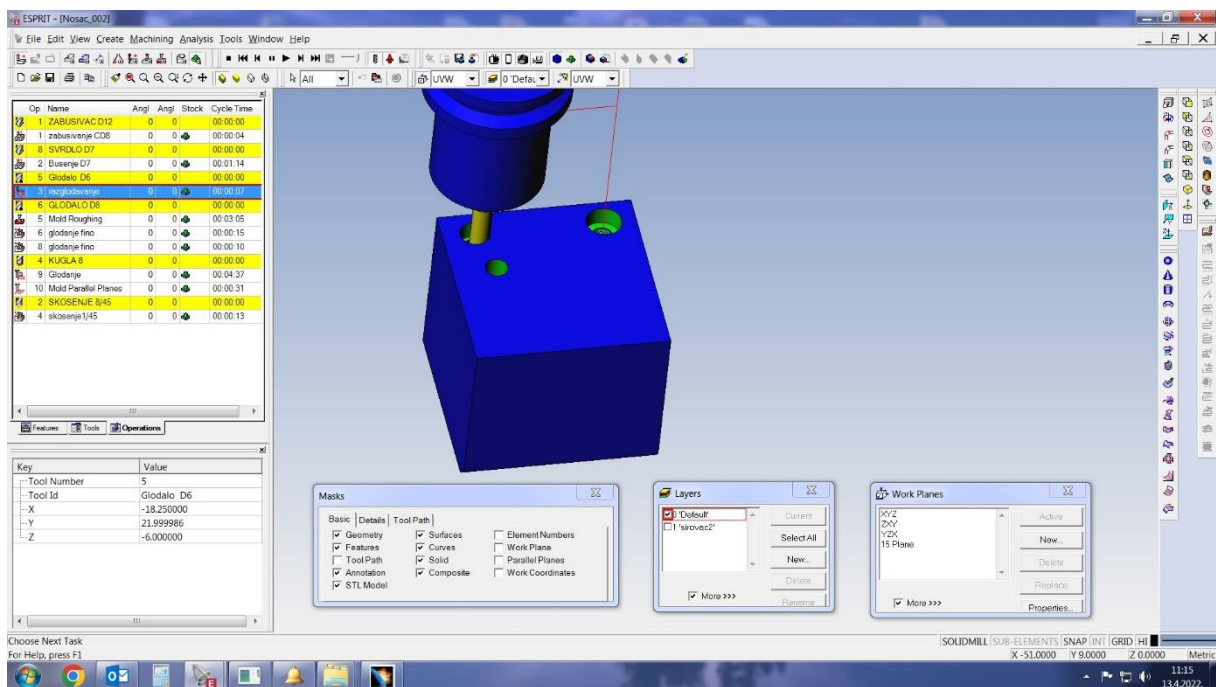 ESPRIT - [Nosac_002]
File Edit View Create Machining Analysis Tools Window Help
All UVW 0 'Defau UVW
Op Name Angl Angl Stock Cycle Time
1 ZABUSIVAC D12 0 0 00:00:00
1 zabusivanje CD8 0 0 00:00:04
8 SVRDLO D7 0 0 00:00:00
2 Busenje D7 0 0 00:01:14
5 Glodalo D6 0 0 00:00:00
3 razglodavanje 0 0 00:00:07
6 GLODALO D8 0 0 00:00:00
5 Mold Roughing 0 0 00:03:05
6 glodanje fino 0 0 00:00:15
8 glodanje fino 0 0 00:00:10
4 KUGLA 8 0 0 00:00:00
9 Glodanje 0 0 00:04:37
10 Mold Parallel Planes 0 0 00:00:31
2 SKOSENJE 8/45 0 0 00:00:00
4 skosenje1/45 0 0 00:00:13
Features Tools Operations
Key Value
Tool Number 5
Tool Id Glodalo D6
X -18.250000
Y 21.999986
Z -6.000000
Masks
Basic Details Tool Path
Geometry Surfaces Element Numbers
Features Curves Work Plane
Tool Path Solid Parallel Planes
Annotation Composite Work Coordinates
STL Model
Layers
0 'Default' Current
1 'sirovac2'
Select All
New...
Delete
More >>> Rename
Work Planes
XYZ Active
ZXY
YZX New...
15 Plane
Delete
Replace
More >>> Properties...
Choose Next Task
SOLIDMILL SUB-ELEMENTS SNAP INT GRID HI
For Help, press F1
X -51.0000 Y 9.0000 Z 0.0000 Metric
11:15
13.4.2022.